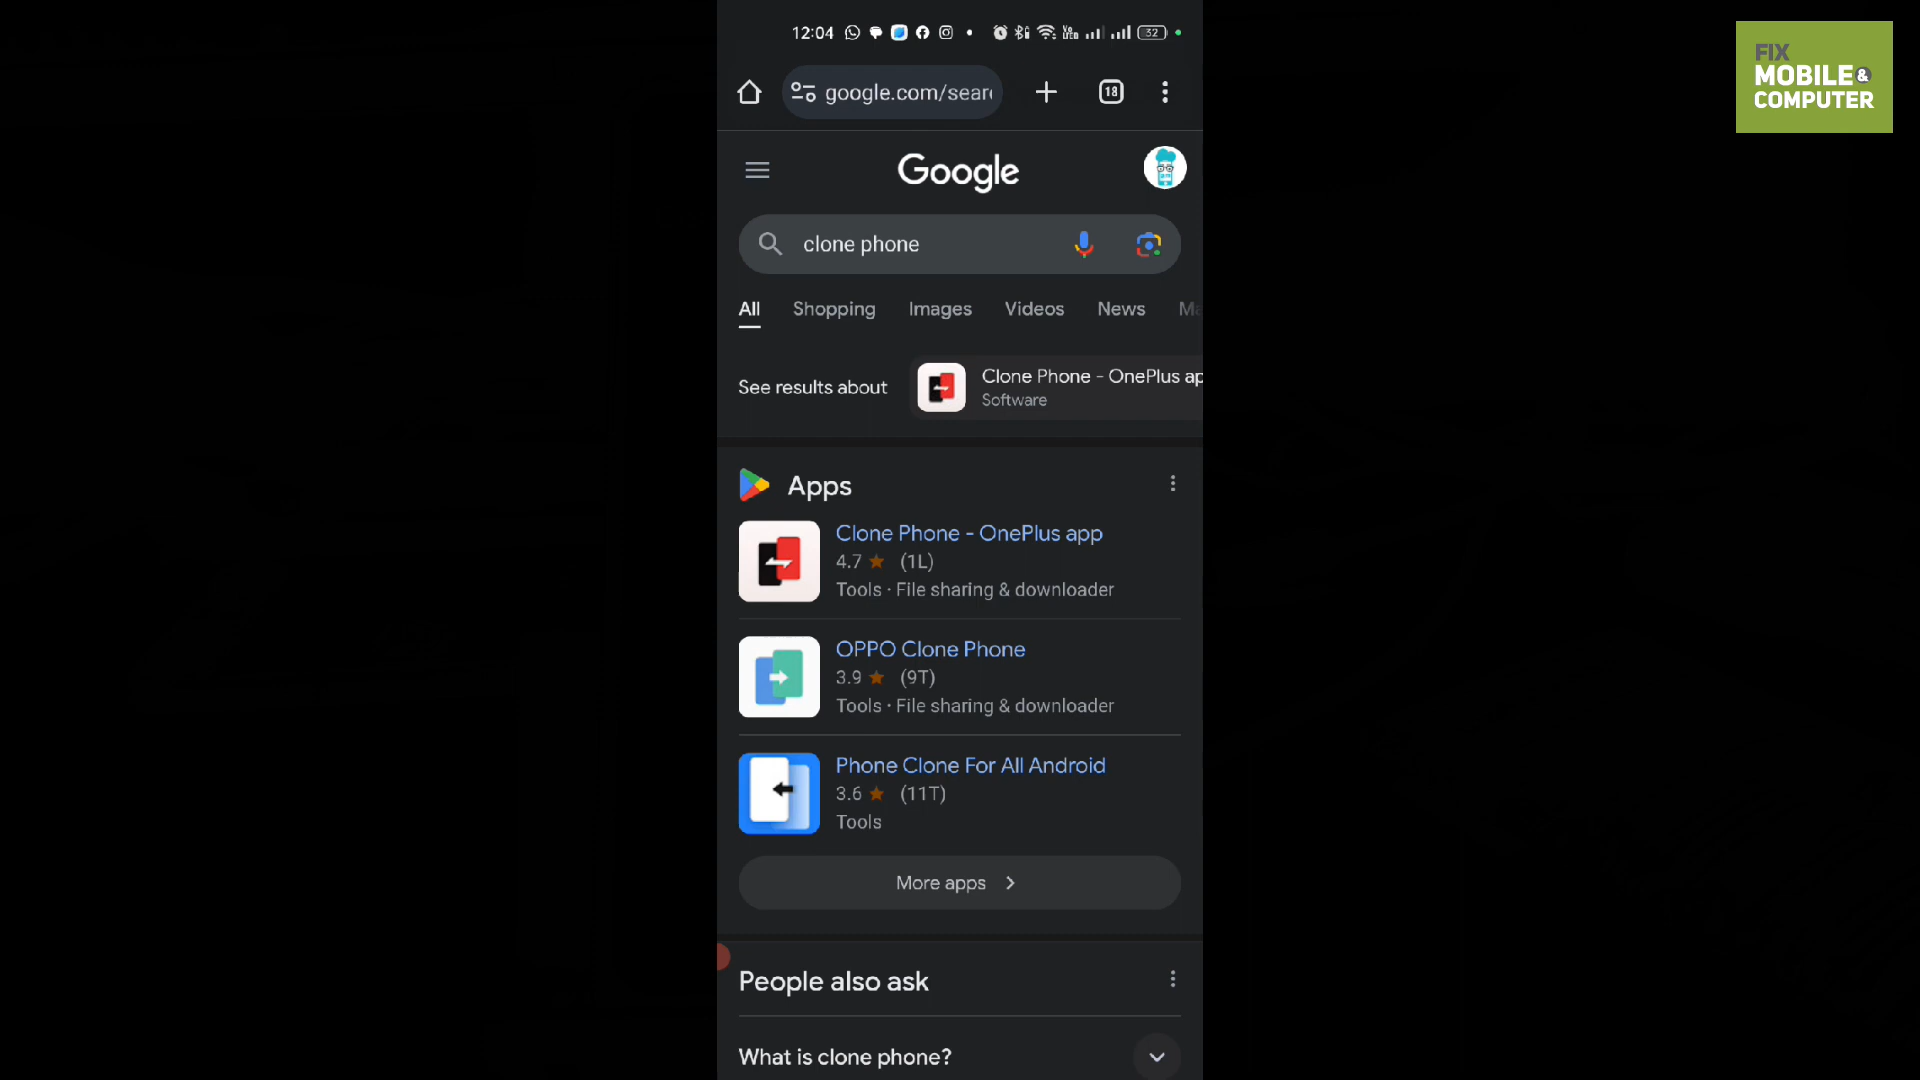 12:04
32
FIX
MOBILE &
COMPUTER
google.com/sear
18
Google
clone phone
All Shopping Images Videos News Ma
See results about
Clone Phone - OnePlus ap
Software
Apps
Clone Phone - OnePlus app
4.7 ★ (1L)
Tools · File sharing & downloader
OPPO Clone Phone
3.9 ★ (9T)
Tools · File sharing & downloader
Phone Clone For All Android
3.6 ★ (11T)
Tools
More apps
People also ask
What is clone phone?